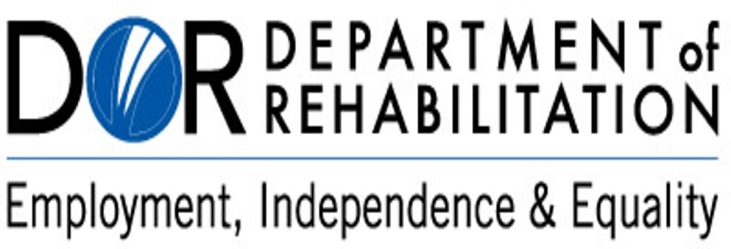 DOR DEPARTMENT of
REHABILITATION
Employment, Independence & Equality